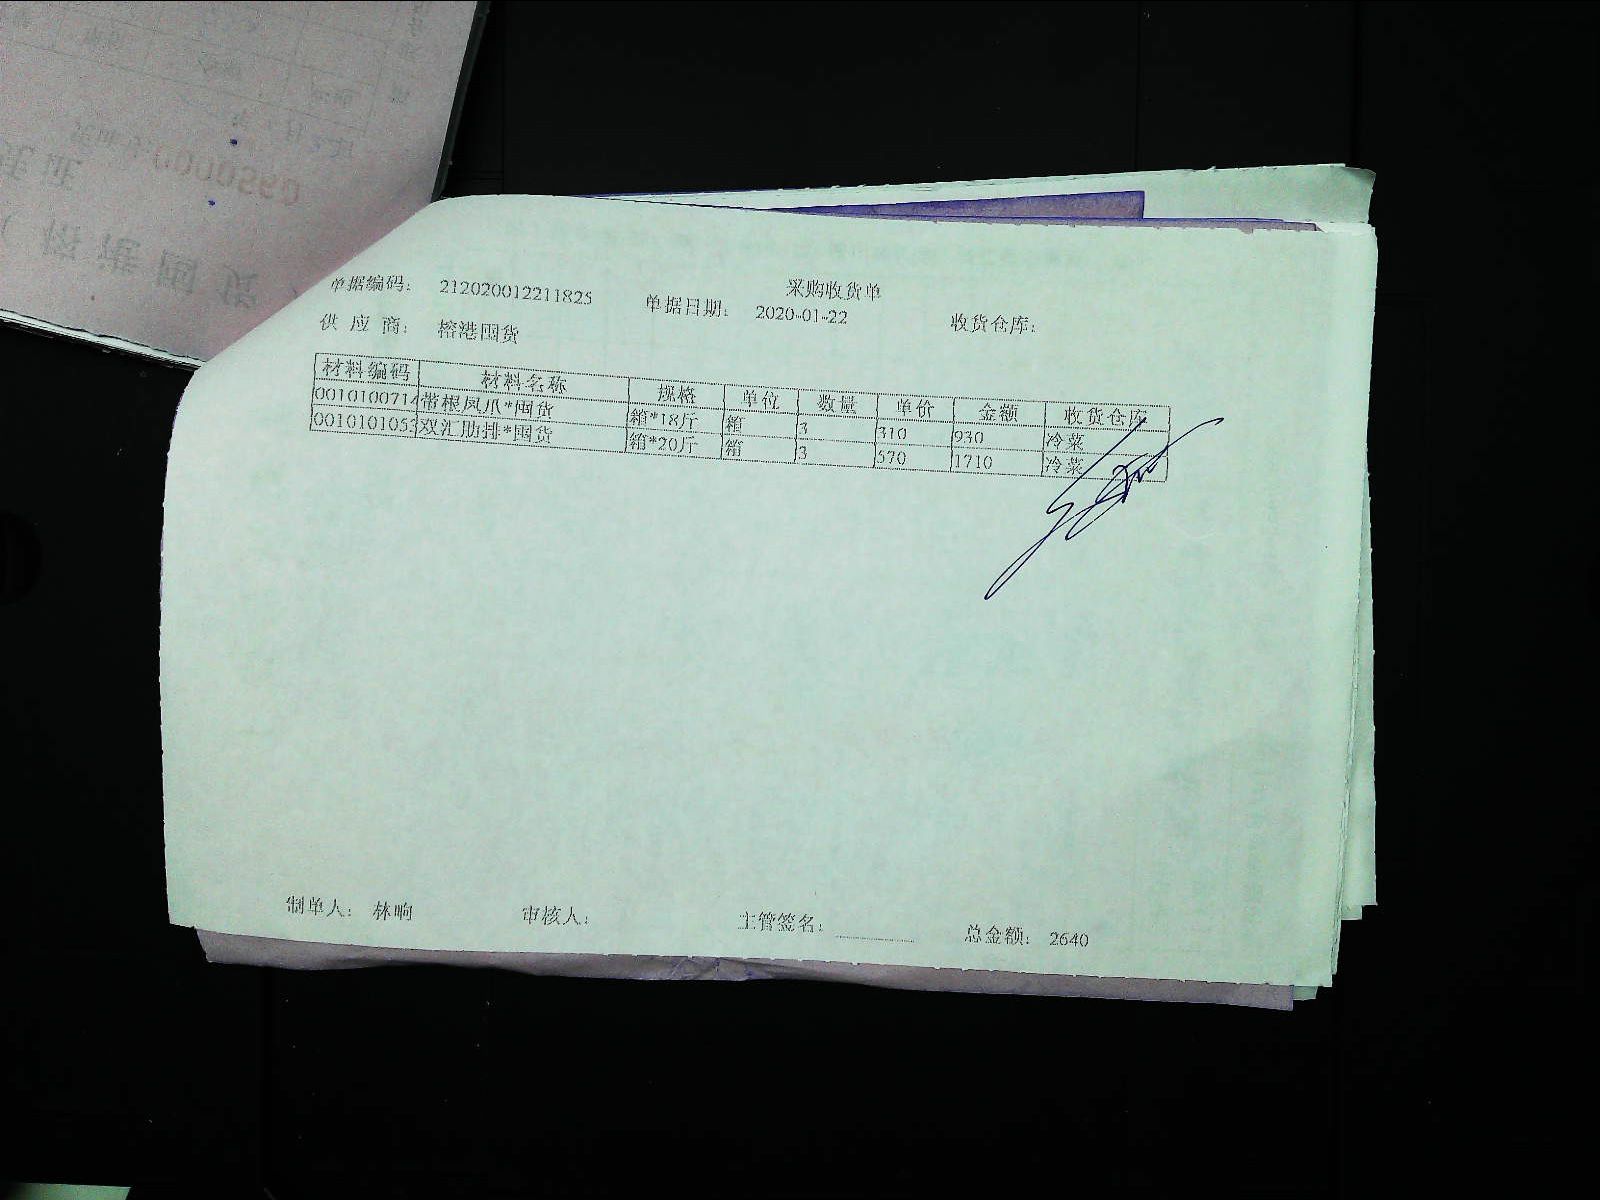 采购收货单
单据编码: 212020012211825 单据日期: 2020-01-22 收货仓库:
供应商: 榕港囤货
材料编码 材料名称 规格 单位 数量 单价 金额 收货仓库
0010100714 带根凤爪*囤货 箱*18斤 箱 3 310 930 冷菜
0010101053 双汇肋排*囤货 箱*20斤 箱 3 570 1710 冷菜
制单人: 林响 审核人: 主管签名: 总金额: 2640